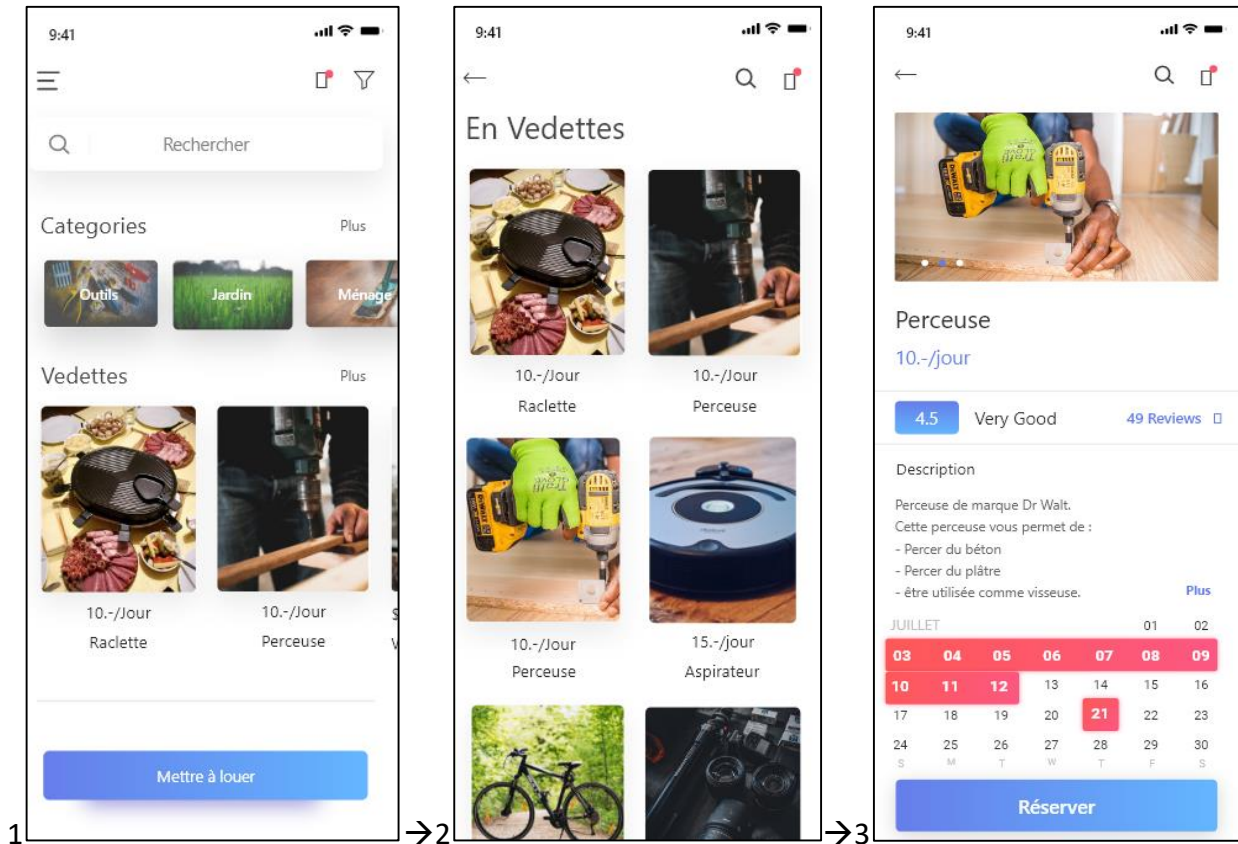 9:41
Rechercher
Categories Plus
Outils Jardin Ménage
Vedettes Plus
10.-/Jour 10.-/Jour
Raclette Perceuse
Mettre à louer
1
→2
9:41
En Vedettes
10.-/Jour 10.-/Jour
Raclette Perceuse
10.-/Jour 15.-/jour
Perceuse Aspirateur
→3
9:41
Perceuse
10.-/jour
4.5 Very Good 49 Reviews
Description
Perceuse de marque Dr Walt.
Cette perceuse vous permet de :
- Percer du béton
- Percer du plâtre
- être utilisée comme visseuse. Plus
JUILLET 01 02
03 04 05 06 07 08 09
10 11 12 13 14 15 16
17 18 19 20 21 22 23
24 25 26 27 28 29 30
S M T W T F S
Réserver